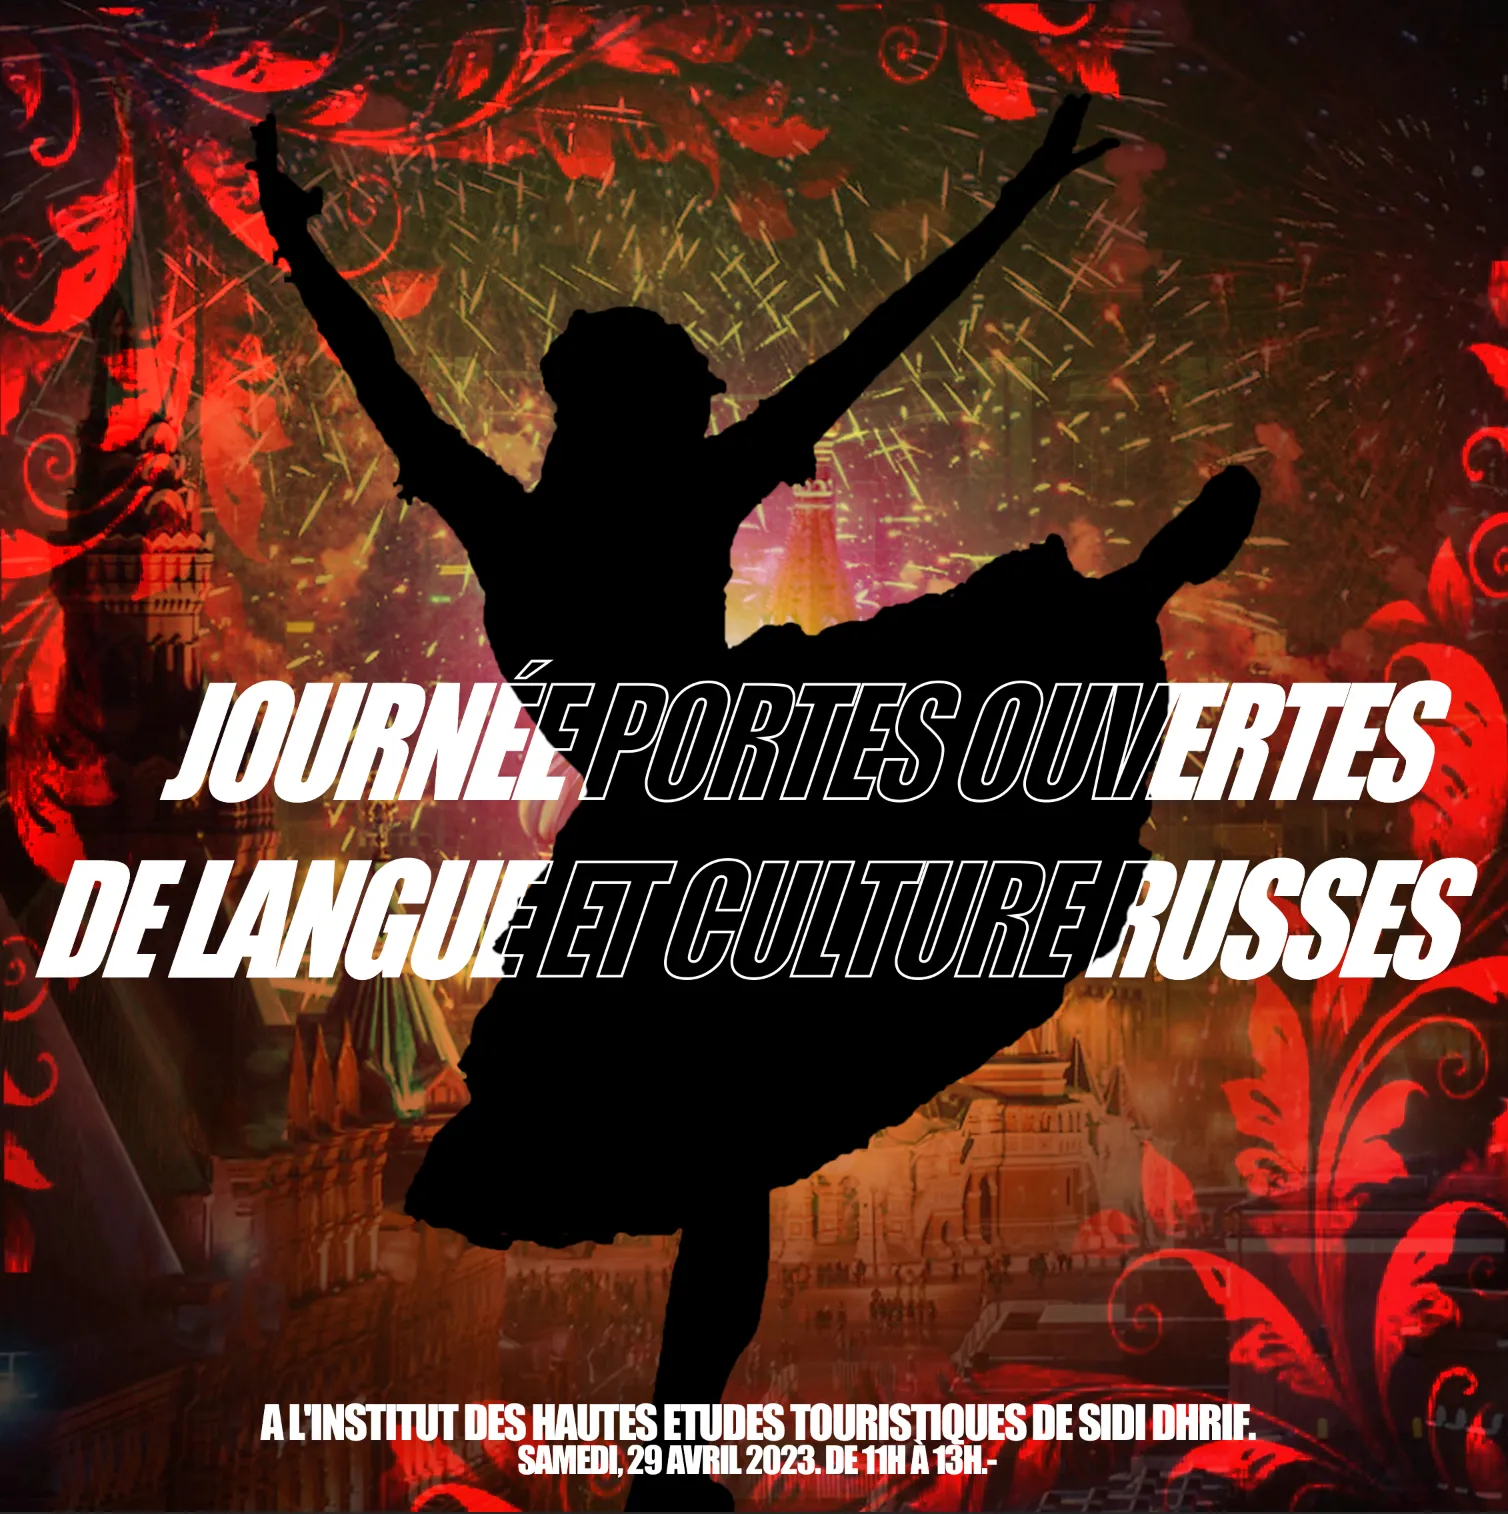 JOURNÉE PORTES OUVERTES
DE LANGUE ET CULTURE RUSSES
A L'INSTITUT DES HAUTES ETUDES TOURISTIQUES DE SIDI DHRIF.
SAMEDI, 29 AVRIL 2023. DE 11H À 13H.-